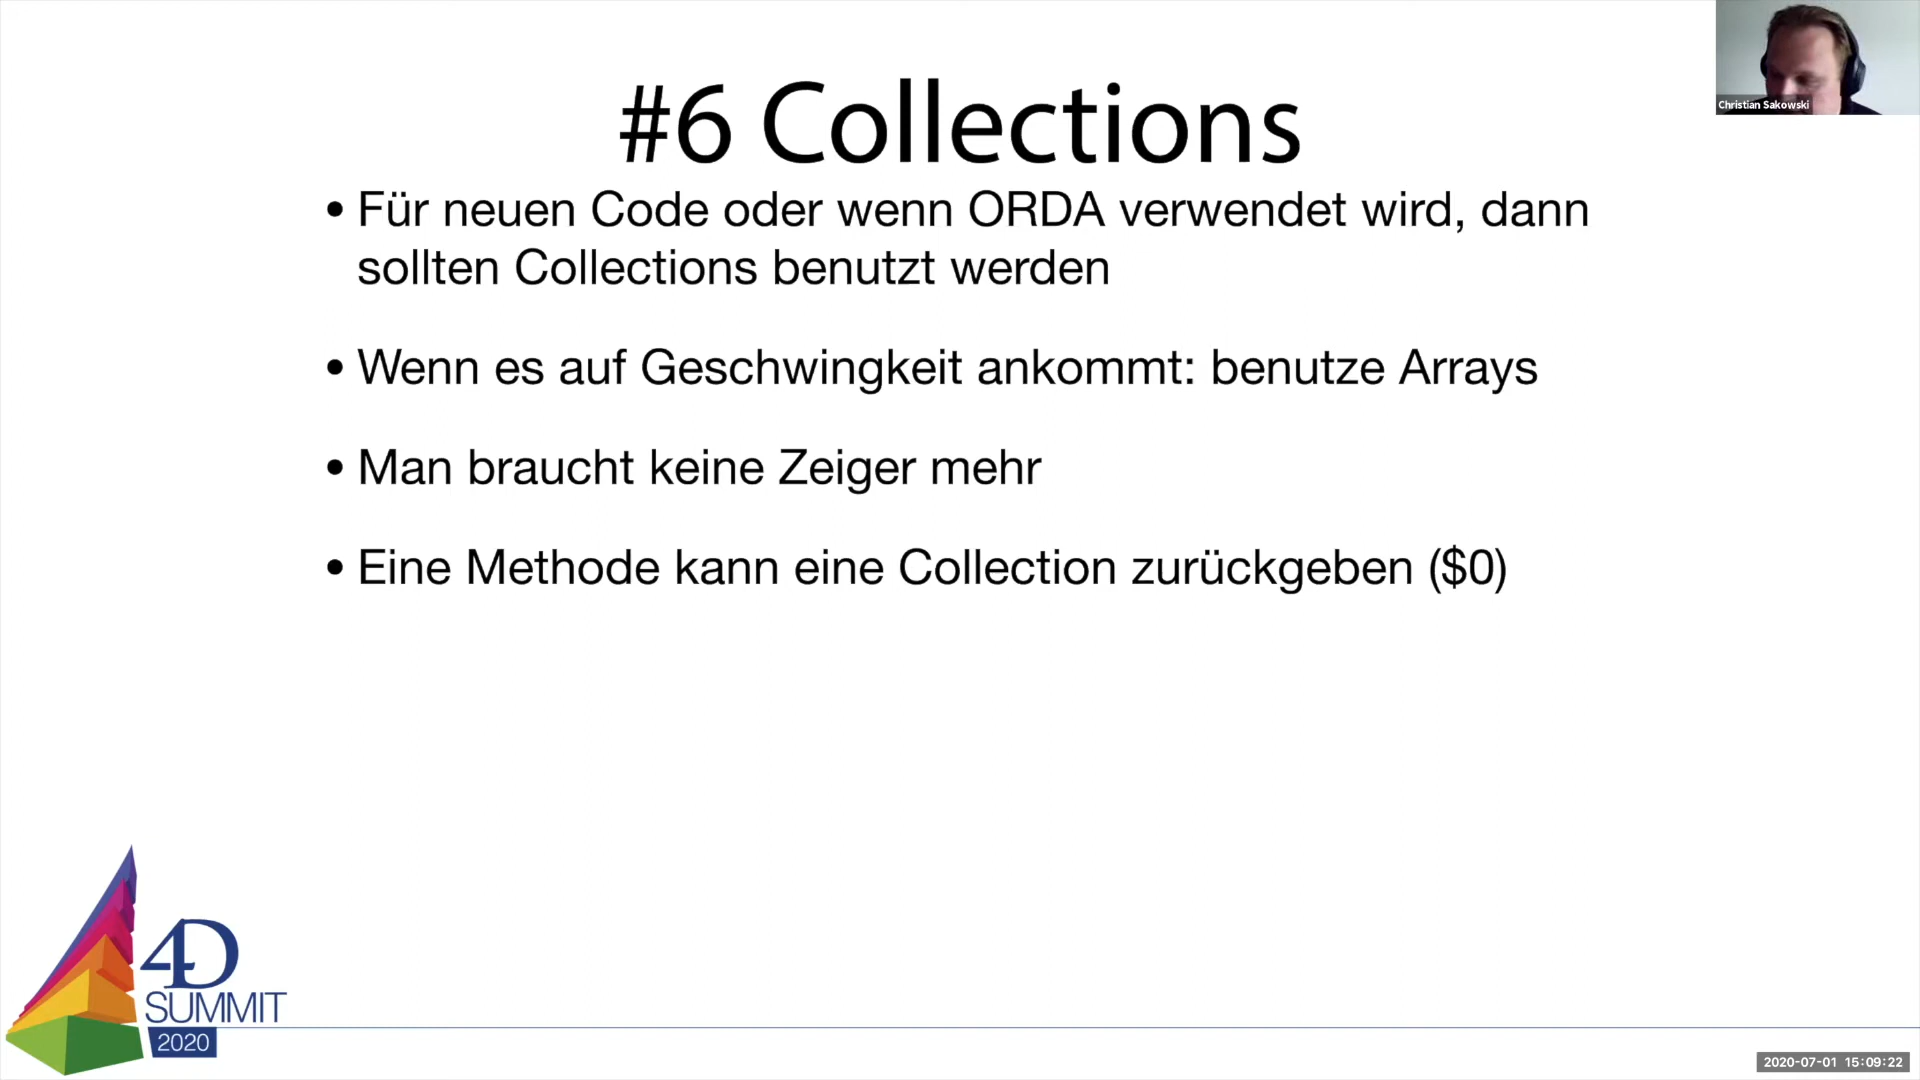 Christian Sakowski
#6 Collections
• Für neuen Code oder wenn ORDA verwendet wird, dann
sollten Collections benutzt werden
• Wenn es auf Geschwingkeit ankommt: benutze Arrays
• Man braucht keine Zeiger mehr
• Eine Methode kann eine Collection zurückgeben ($0)
4D
SUMMIT
2020
2020-07-01 15:09:22